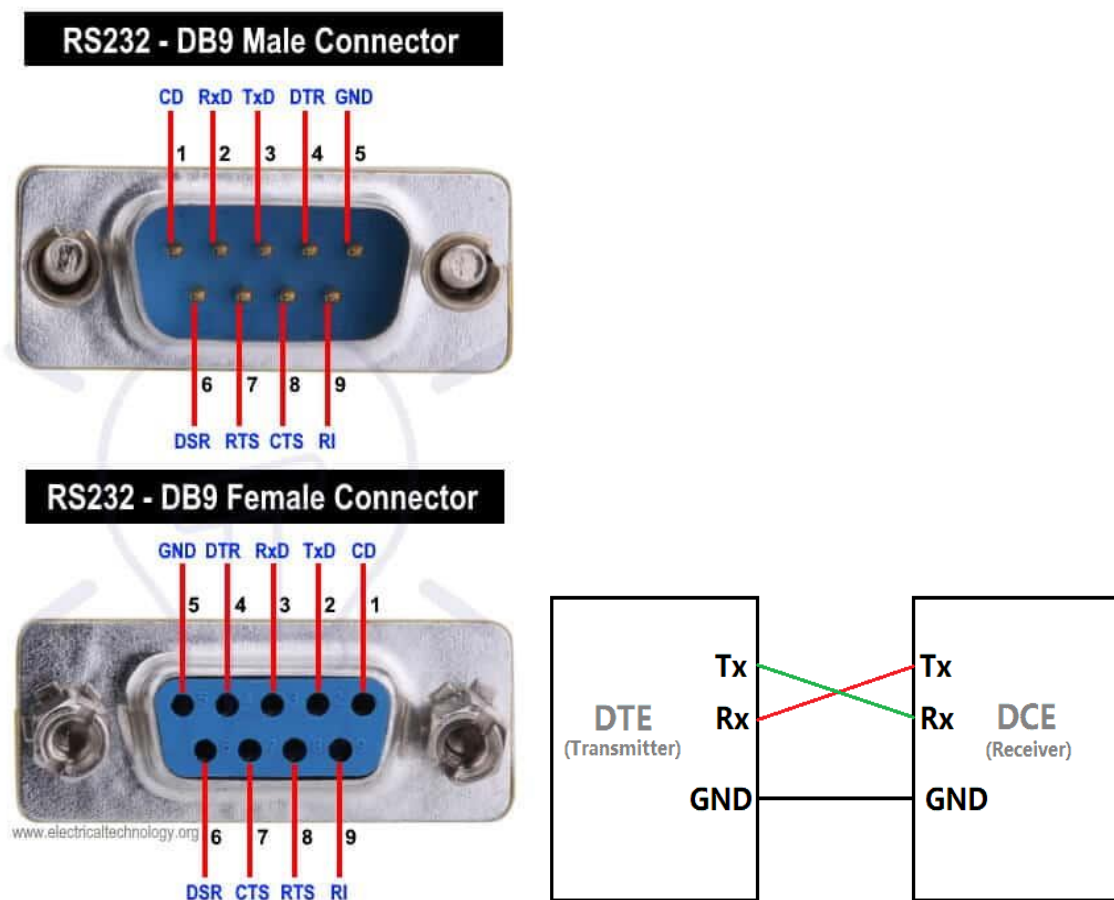 RS232 - DB9 Male Connector
CD RxD TxD DTR GND
1 2 3 4 5
6 7 8 9
DSR RTS CTS RI
RS232 - DB9 Female Connector
GND DTR RxD TxD CD
5 4 3 2 1
www.electricaltechnology.org
6 7 8 9
DSR CTS RTS RI
Tx
Rx
DTE
(Transmitter)
GND
Tx
Rx
DCE
(Receiver)
GND